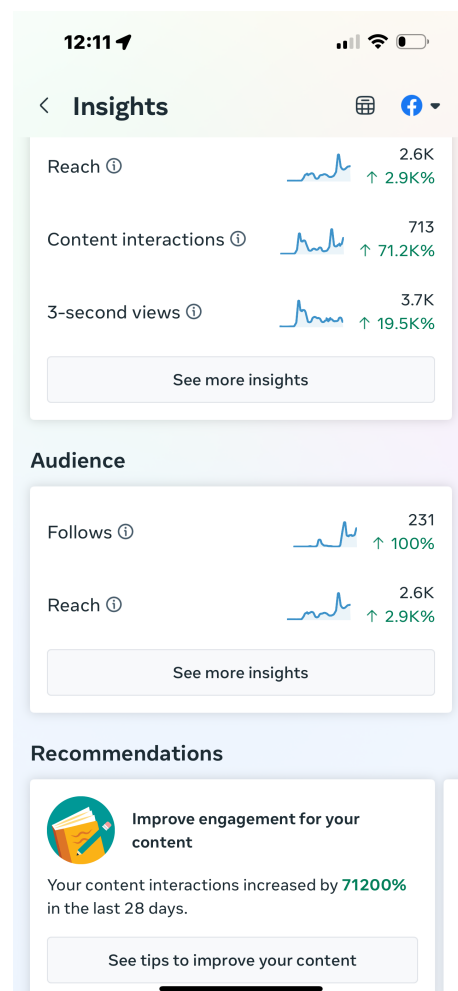 12:11
Insights
Reach
2.6K
↑ 2.9K%
Content interactions
713
↑ 71.2K%
3-second views
3.7K
↑ 19.5K%
See more insights
Audience
Follows
231
↑ 100%
Reach
2.6K
↑ 2.9K%
See more insights
Recommendations
Improve engagement for your
content
Your content interactions increased by 71200%
in the last 28 days.
See tips to improve your content